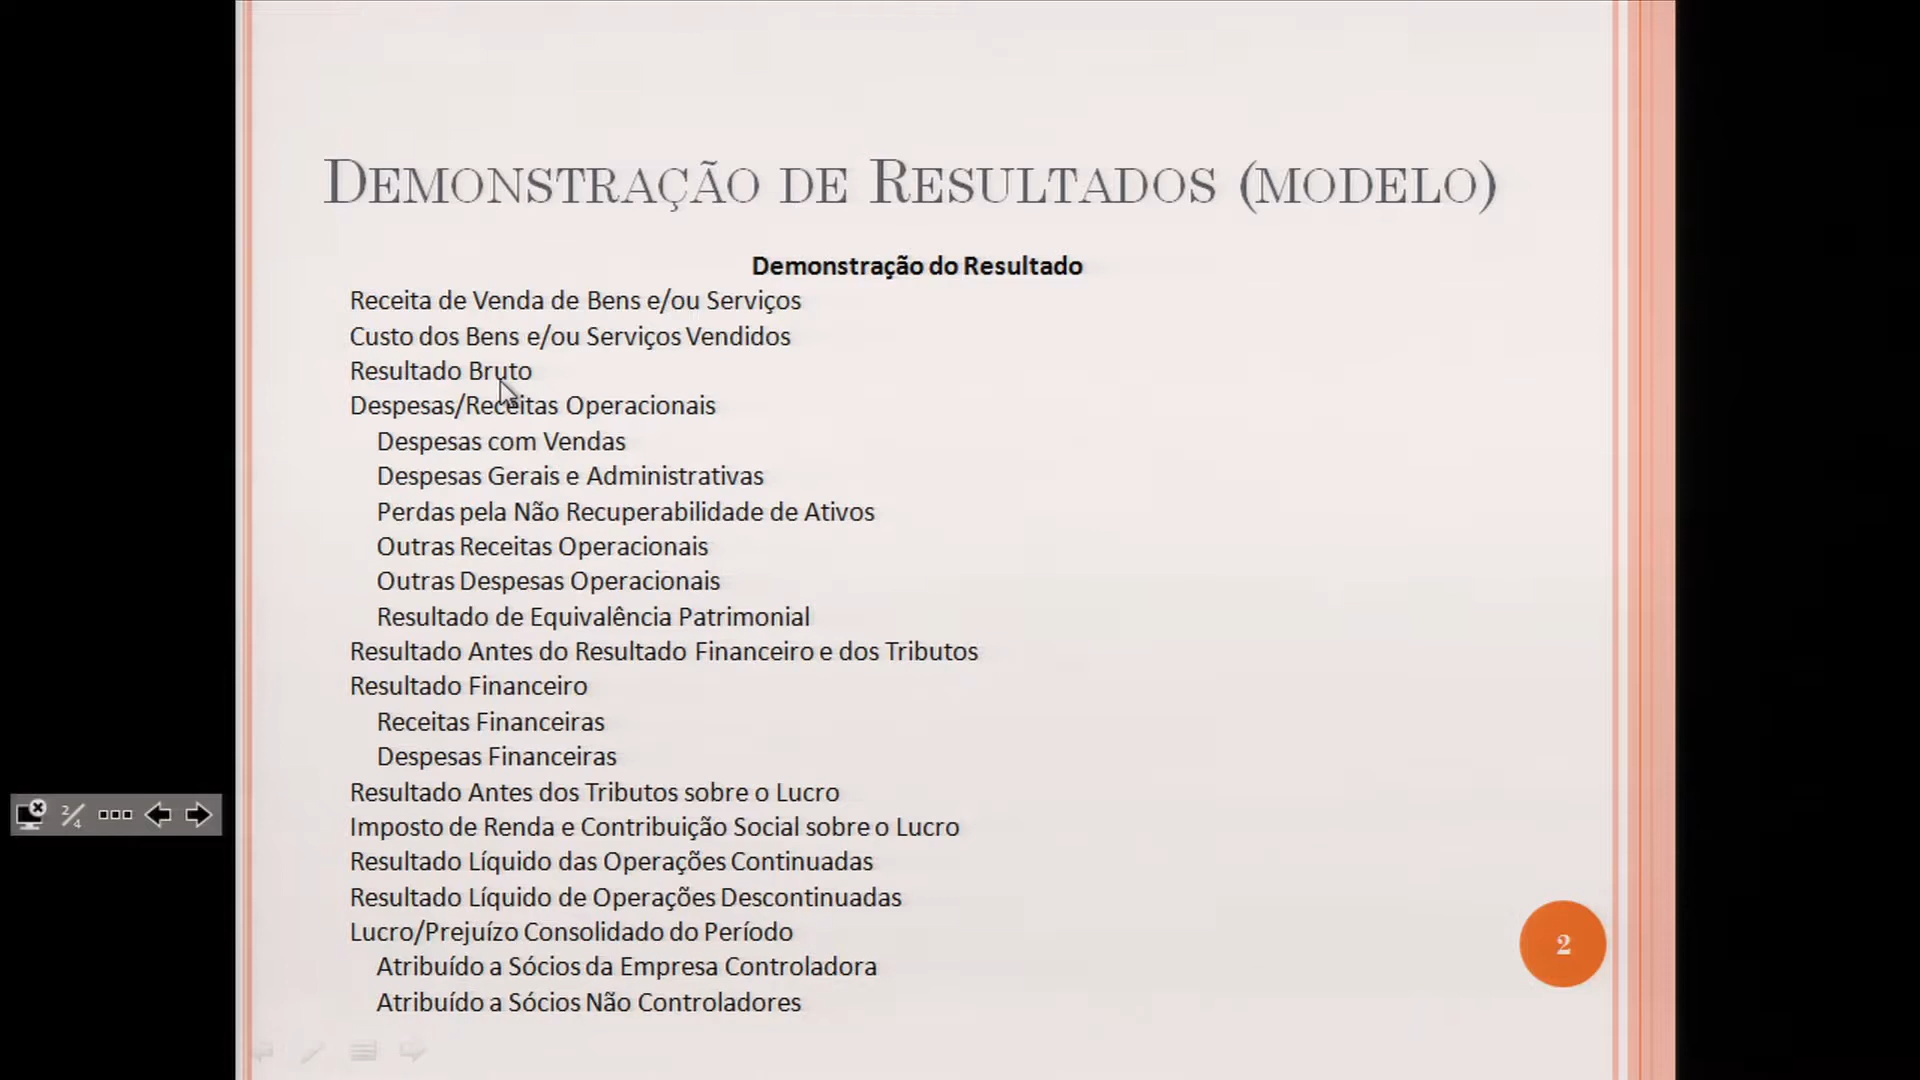 Demonstração de Resultados (modelo)
Demonstração do Resultado
Receita de Venda de Bens e/ou Serviços
Custo dos Bens e/ou Serviços Vendidos
Resultado Bruto
Despesas/Receitas Operacionais
Despesas com Vendas
Despesas Gerais e Administrativas
Perdas pela Não Recuperabilidade de Ativos
Outras Receitas Operacionais
Outras Despesas Operacionais
Resultado de Equivalência Patrimonial
Resultado Antes do Resultado Financeiro e dos Tributos
Resultado Financeiro
Receitas Financeiras
Despesas Financeiras
Resultado Antes dos Tributos sobre o Lucro
Imposto de Renda e Contribuição Social sobre o Lucro
Resultado Líquido das Operações Continuadas
Resultado Líquido de Operações Descontinuadas
Lucro/Prejuízo Consolidado do Período
Atribuído a Sócios da Empresa Controladora
Atribuído a Sócios Não Controladores
2/4
2